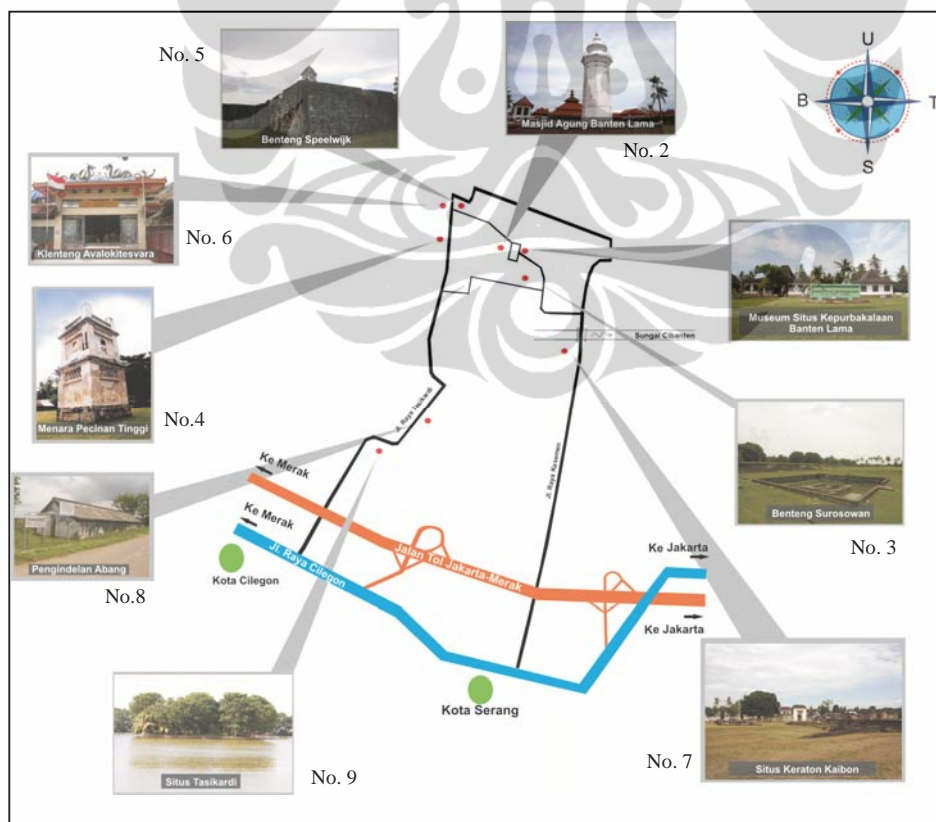 No. 5
Benteng Speelwijk
Masjid Agung Banten Lama
No. 2
U
B
T
S
Klenteng Avalokitesvara
No. 6
Museum Situs Kepurbakalaan
Banten Lama
Sungai Cibanten
Menara Pecinan Tinggi
No.4
Jl. Raya Tasikardi
Jl. Raya Kasemen
Benteng Surosowan
No. 3
Ke Merak
Ke Merak
Pengindelan Abang
No.8
Kota Cilegon
Jl. Raya Cilegon
Jalan Tol Jakarta-Merak
Ke Jakarta
Ke Jakarta
Kota Serang
Situs Tasikardi
No. 9
No. 7
Situs Keraton Kaibon